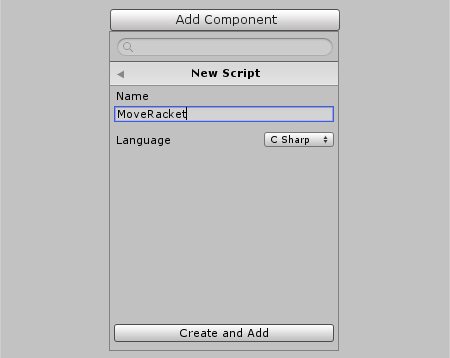 Add Component
New Script
Name
MoveRacket
Language C Sharp
Create and Add